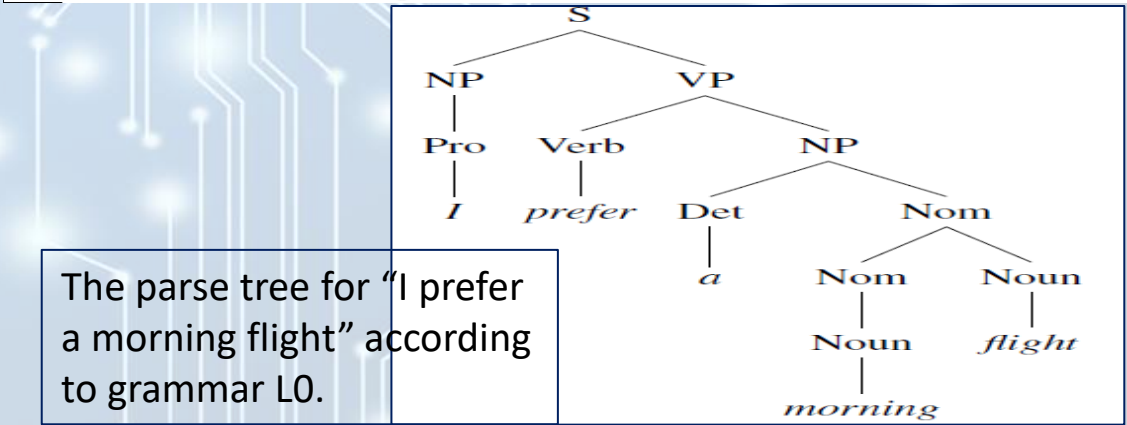 S
NP VP
Pro Verb NP
I prefer Det Nom
a Nom Noun
Noun flight
morning
The parse tree for “I prefer
a morning flight” according
to grammar L0.